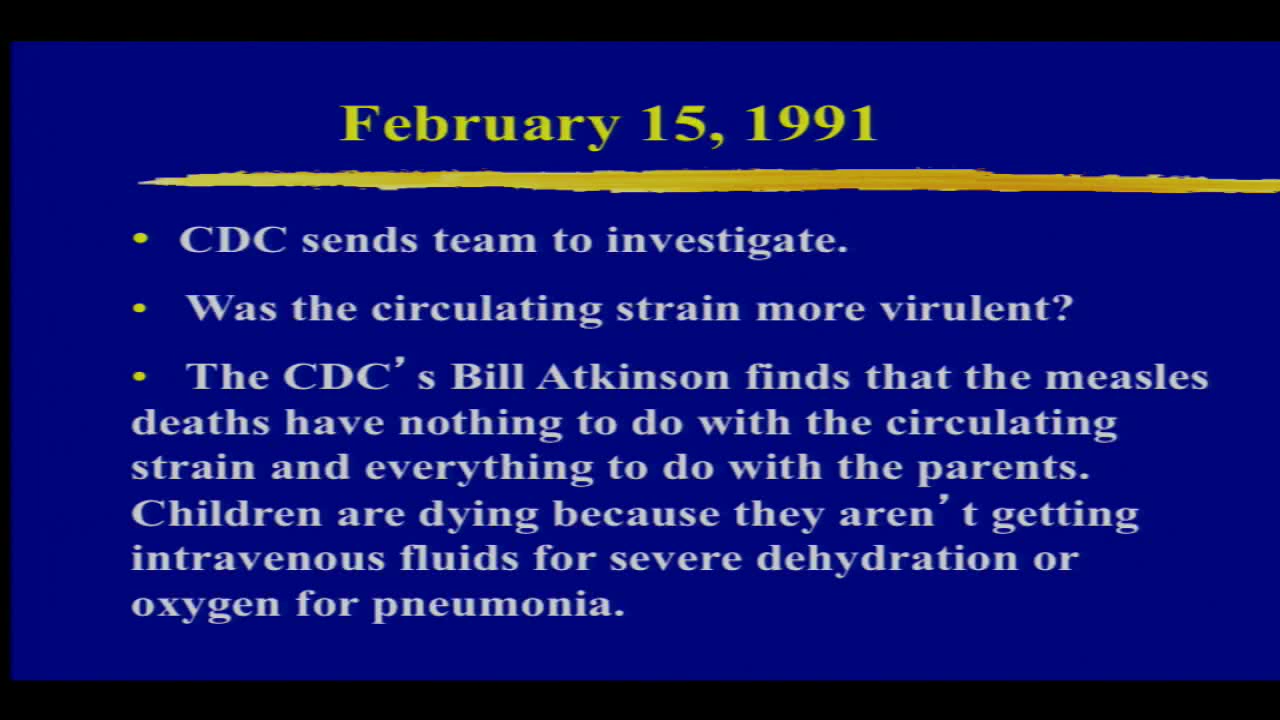 February 15, 1991
• CDC sends team to investigate.
• Was the circulating strain more virulent?
• The CDC’s Bill Atkinson finds that the measles
deaths have nothing to do with the circulating
strain and everything to do with the parents.
Children are dying because they aren’t getting
intravenous fluids for severe dehydration or
oxygen for pneumonia.